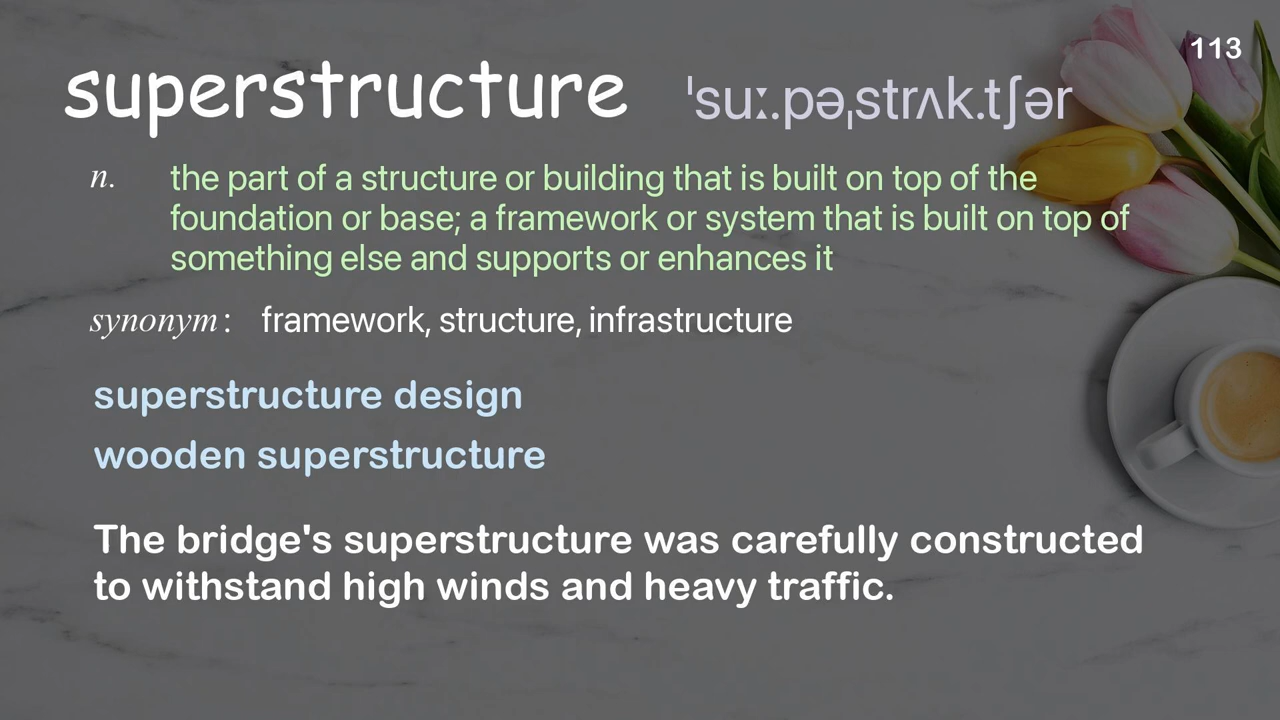 113
superstructure ˈsuː.pəˌstrʌk.tʃər
n. the part of a structure or building that is built on top of the
foundation or base; a framework or system that is built on top of
something else and supports or enhances it
synonym: framework, structure, infrastructure
superstructure design
wooden superstructure
The bridge's superstructure was carefully constructed
to withstand high winds and heavy traffic.